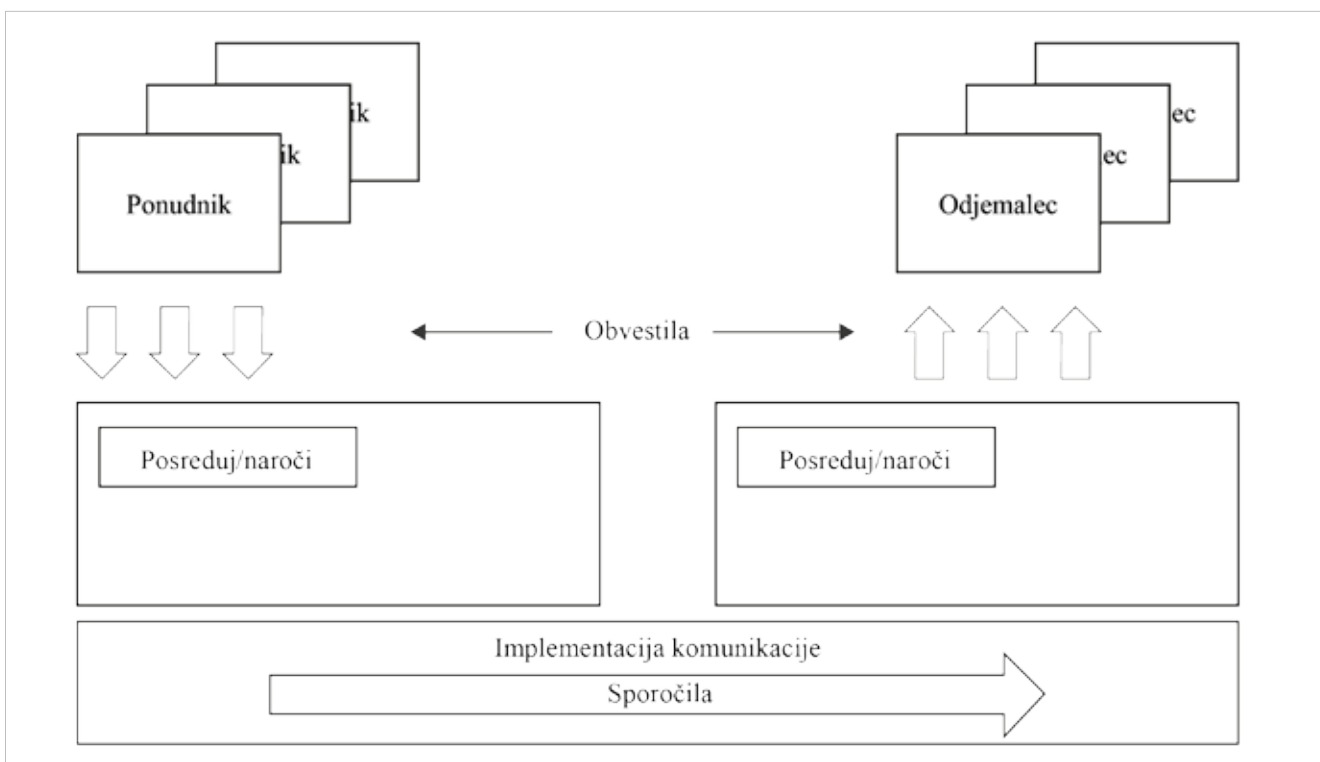 ik
ik
Ponudnik
ec
ec
Odjemalec
Obvestila
Posreduj/naroči
Posreduj/naroči
Implementacija komunikacije
Sporočila